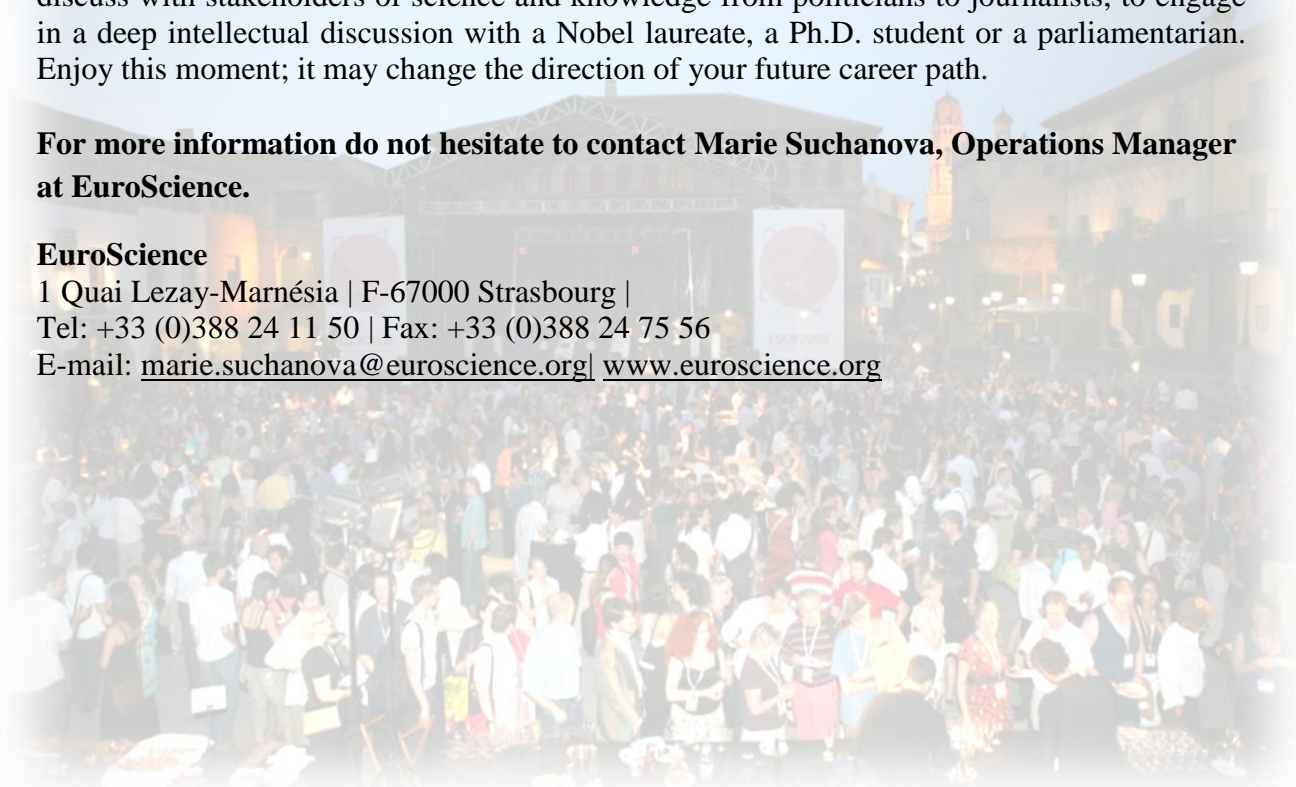 discuss with stakeholders of science and knowledge from politicians to journalists, to engage
in a deep intellectual discussion with a Nobel laureate, a Ph.D. student or a parliamentarian.
Enjoy this moment; it may change the direction of your future career path.
For more information do not hesitate to contact Marie Suchanova, Operations Manager
at EuroScience.
EuroScience
1 Quai Lezay-Marnésia | F-67000 Strasbourg |
Tel: +33 (0)388 24 11 50 | Fax: +33 (0)388 24 75 56
ESOF2008
E-mail: marie.suchanova@euroscience.org| www.euroscience.org